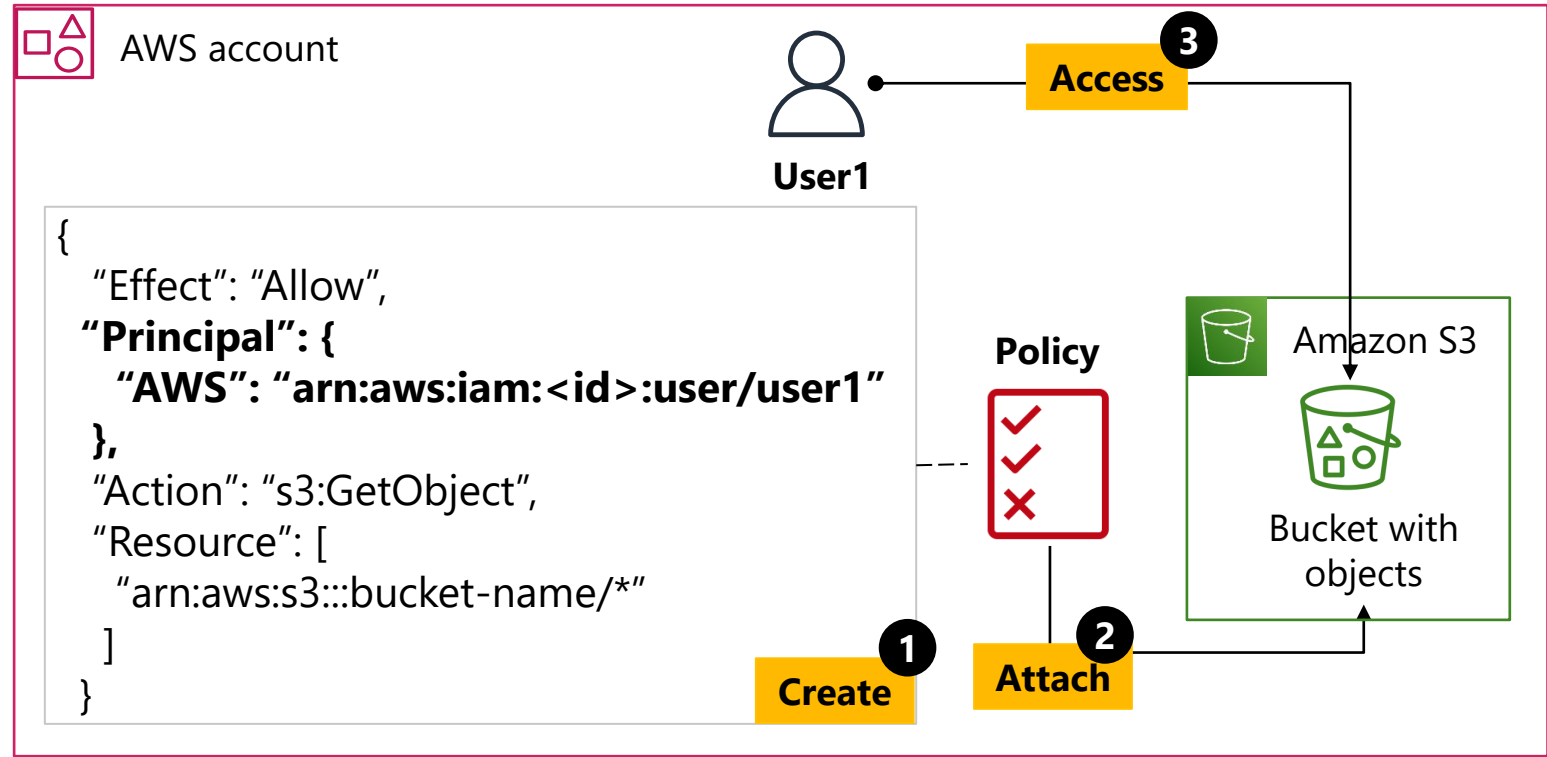 AWS account
3
Access
User1
{
“Effect”: “Allow”,
“Principal”: {
“AWS”: “arn:aws:iam:<id>:user/user1”
},
“Action”: “s3:GetObject”,
“Resource”: [
“arn:aws:s3:::bucket-name/*”
]
}
1
Create
Policy
2
Attach
Amazon S3
Bucket with
objects